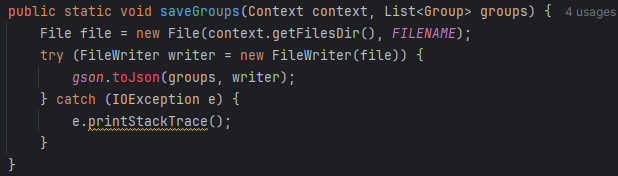 public static void saveGroups(Context context, List<Group> groups) { 4 usages
    File file = new File(context.getFilesDir(), FILENAME);
    try (FileWriter writer = new FileWriter(file)) {
        gson.toJson(groups, writer);
    } catch (IOException e) {
        e.printStackTrace();
    }
}